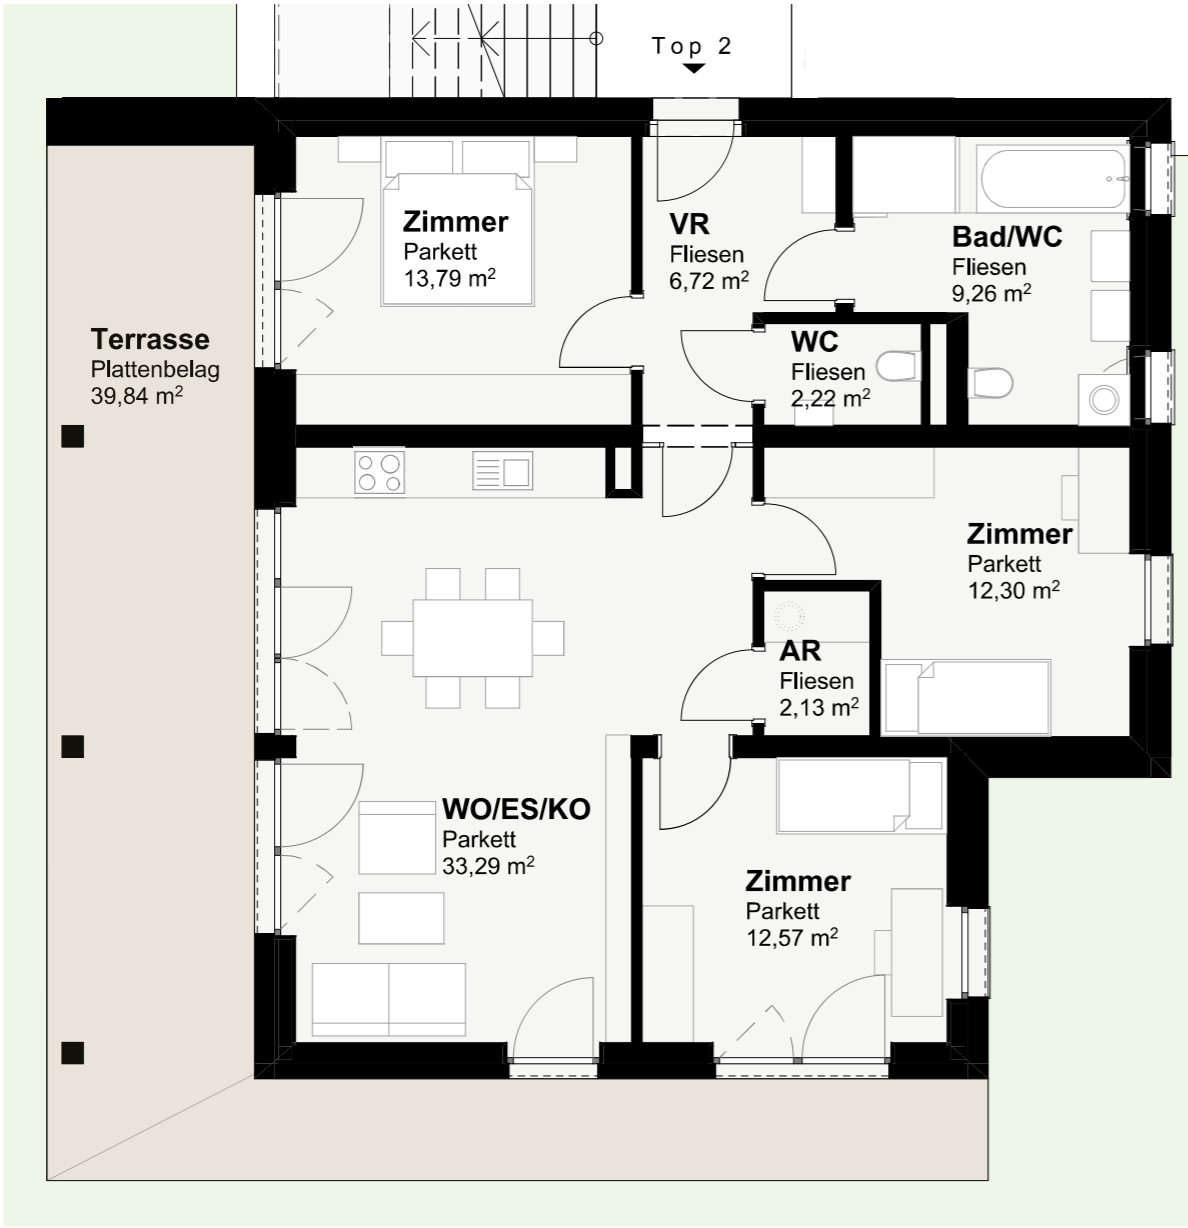 Top 2
Zimmer
Parkett
13,79 m²
VR
Fliesen
6,72 m²
Bad/WC
Fliesen
9,26 m²
Terrasse
Plattenbelag
39,84 m²
WC
Fliesen
2,22 m²
Zimmer
Parkett
12,30 m²
AR
Fliesen
2,13 m²
WO/ES/KO
Parkett
33,29 m²
Zimmer
Parkett
12,57 m²